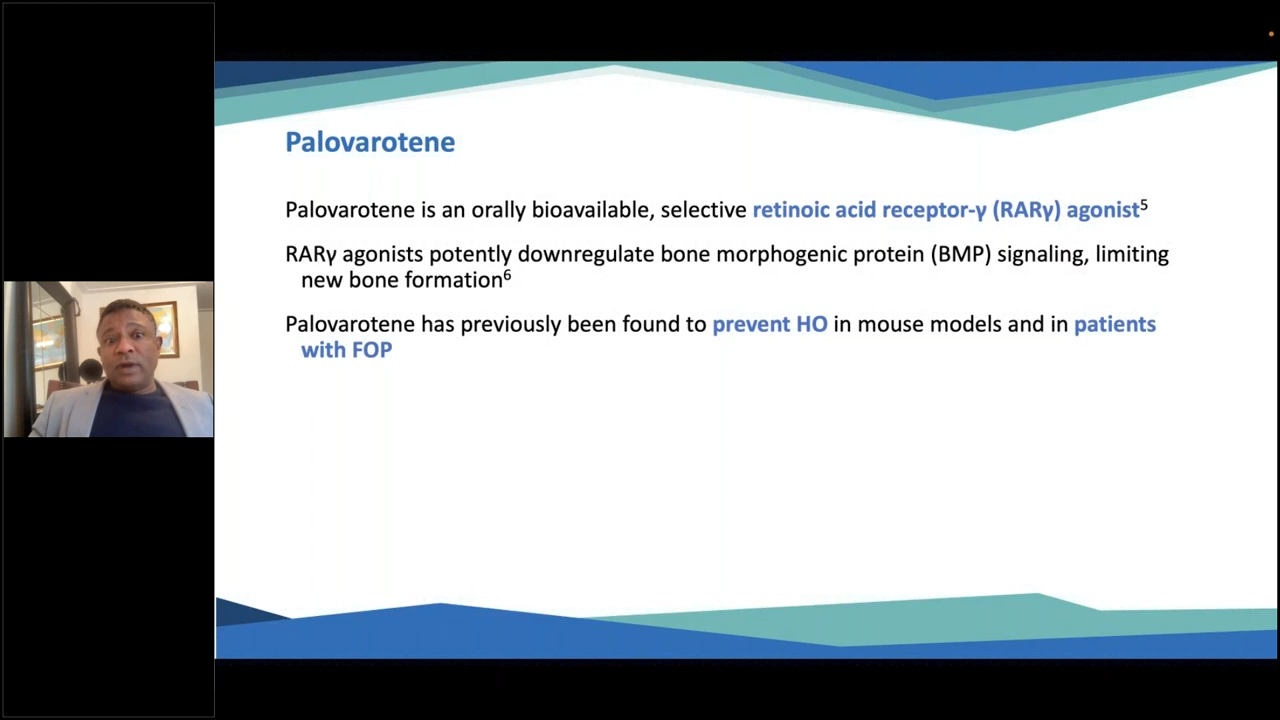 Palovarotene
Palovarotene is an orally bioavailable, selective retinoic acid receptor-γ (RARγ) agonist⁵
RARγ agonists potently downregulate bone morphogenic protein (BMP) signaling, limiting
new bone formation⁶
Palovarotene has previously been found to prevent HO in mouse models and in patients
with FOP